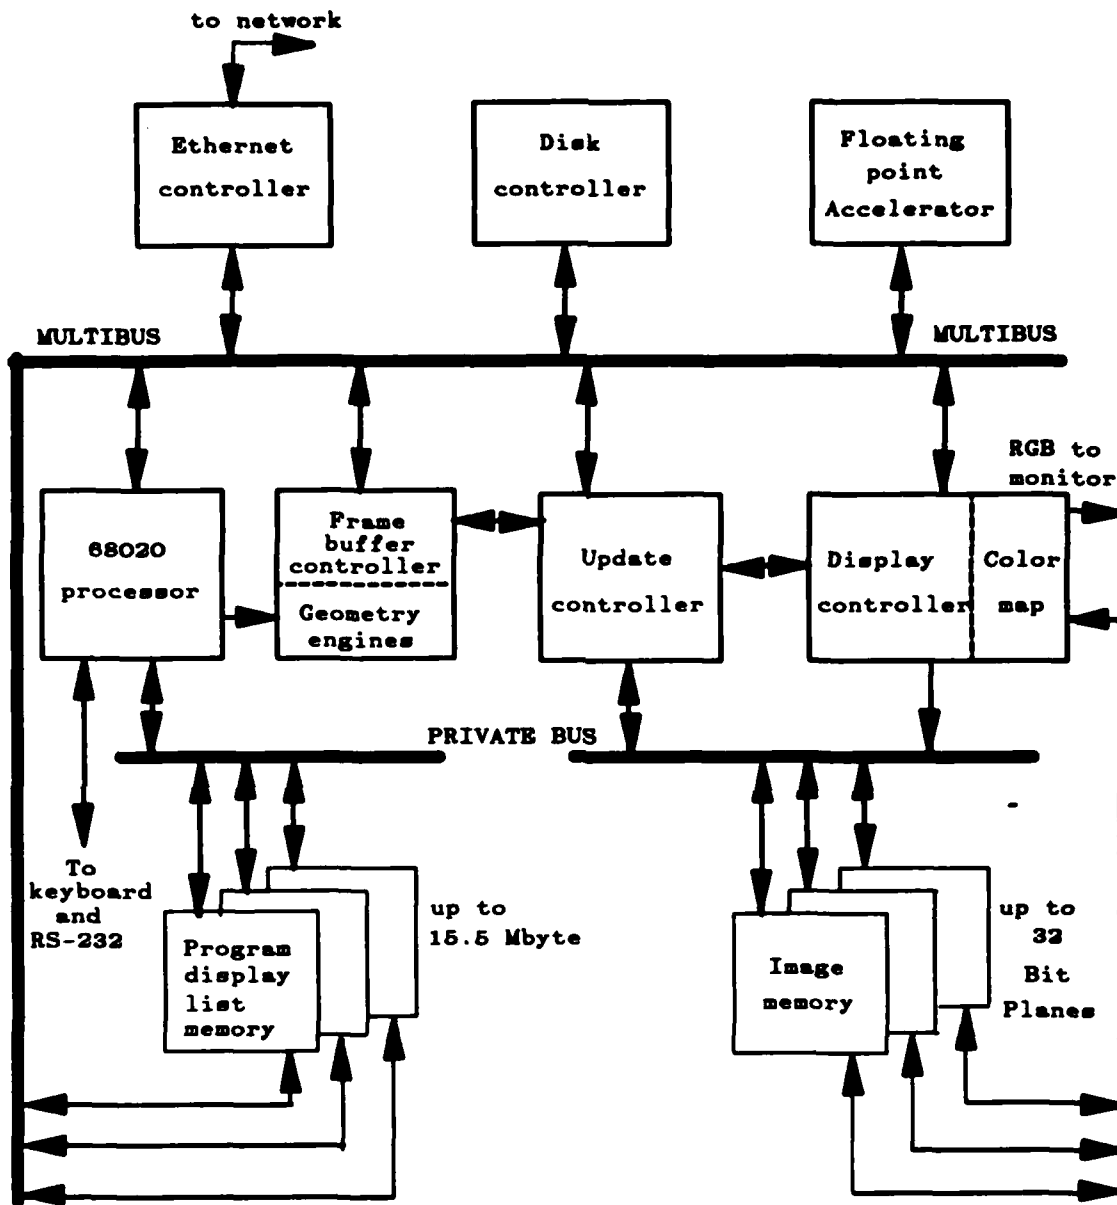 to network
Ethernet
controller
Disk
controller
Floating
point
Accelerator
MULTIBUS
MULTIBUS
RGB to
monitor
68020
processor
Frame
buffer
controller
Geometry
engines
Update
controller
Display
controller
Color
map
PRIVATE BUS
To
keyboard
and
RS-232
Program
display
list
memory
up to
15.5 Mbyte
Image
memory
up to
32
Bit
Planes